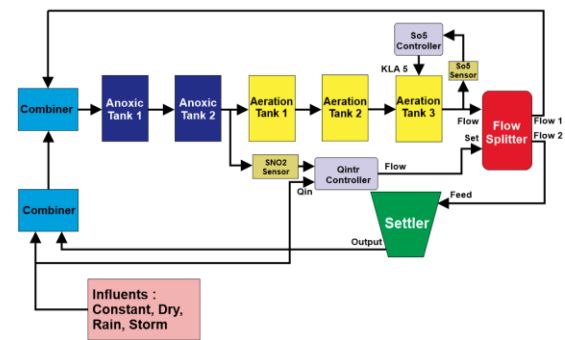 So5
Controller
KLA 5
So5
Sensor
Combiner
Anoxic
Tank 1
Anoxic
Tank 2
Aeration
Tank 1
Aeration
Tank 2
Aeration
Tank 3
Flow
Set
Flow
Splitter
Flow 1
Flow 2
SNO2
Sensor
Qin
Qintr
Controller
Flow
Combiner
Settler
Feed
Output
Influents :
Constant, Dry,
Rain, Storm